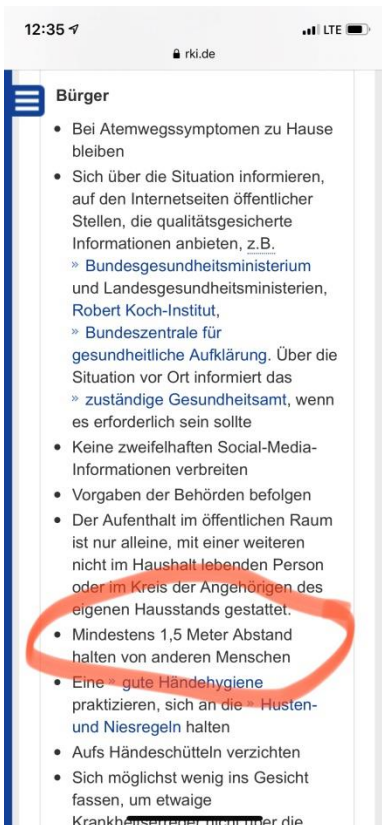 12:35
LTE
rki.de
Bürger
• Bei Atemwegssymptomen zu Hause
bleiben
• Sich über die Situation informieren,
auf den Internetseiten öffentlicher
Stellen, die qualitätsgesicherte
Informationen anbieten, z.B.
» Bundesgesundheitsministerium
und Landesgesundheitsministerien,
Robert Koch-Institut,
» Bundeszentrale für
gesundheitliche Aufklärung. Über die
Situation vor Ort informiert das
» zuständige Gesundheitsamt, wenn
es erforderlich sein sollte
• Keine zweifelhaften Social-Media-
Informationen verbreiten
• Vorgaben der Behörden befolgen
• Der Aufenthalt im öffentlichen Raum
ist nur alleine, mit einer weiteren
nicht im Haushalt lebenden Person
oder im Kreis der Angehörigen des
eigenen Hausstands gestattet.
• Mindestens 1,5 Meter Abstand
halten von anderen Menschen
• Eine » gute Händehygiene
praktizieren, sich an die » Husten-
und Niesregeln halten
• Aufs Händeschütteln verzichten
• Sich möglichst wenig ins Gesicht
fassen, um etwaige
Krankheitserreger nicht über die